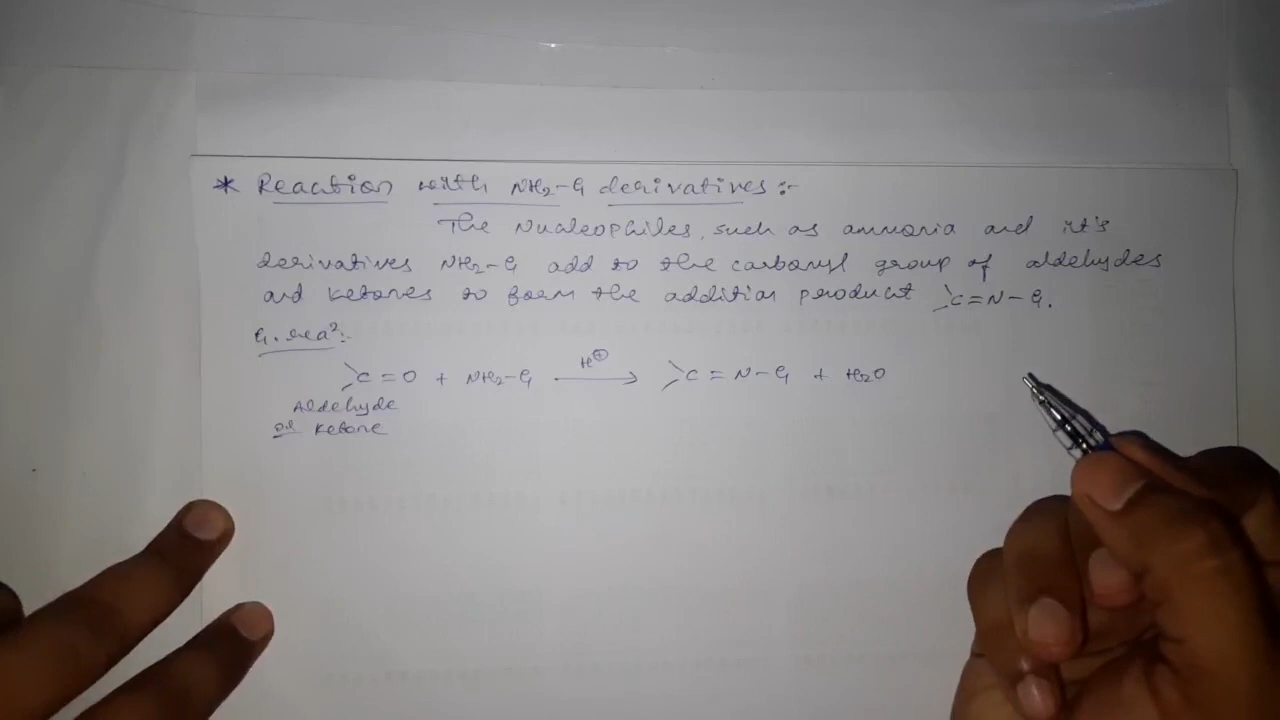 * Reaction with NH2-G derivatives:-
The Nucleophiles, such as ammonia and it's
derivatives NH2-G add to the carbonyl group of aldehydes
and ketones to form the addition product >C=N-G.
G. rea²:-
>C=O + NH2-G H⊕ → >C=N-G + H2O
Aldehyde
or Ketone